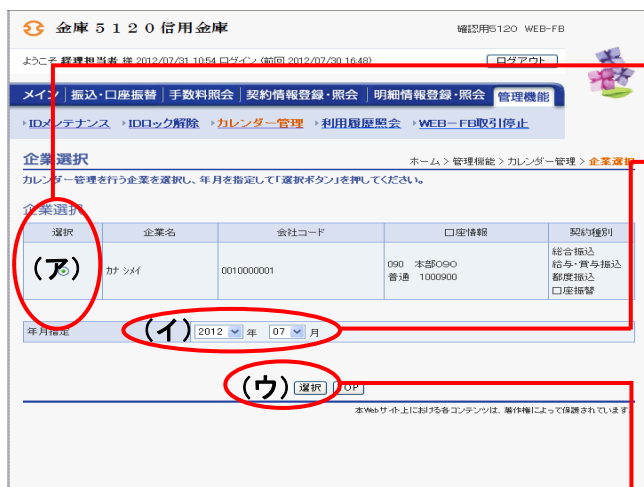 金庫5120信用金庫
確認用5120 WEB-FB
ようこそ 経理担当者 様 2012/07/31 10:54 ログイン (前回 2012/07/30 16:48)
ログアウト
メイン 振込・口座振替 手数料照会 契約情報登録・照会 明細情報登録・照会 管理機能
IDメンテナンス IDロック解除 カレンダー管理 利用履歴照会 WEB-FB取引停止
企業選択
ホーム > 管理機能 > カレンダー管理 > 企業選択
カレンダー管理を行う企業を選択し、年月を指定して「選択ボタン」を押してください。
企業選択
選択 企業名 会社コード 口座情報 契約種別
(ア) カナ シメイ 0010000001 090 本部090 普通 1000900
総合振込
給与・賞与振込
都度振込
口座振替
年月指定 (イ) 2012 年 07 月
(ウ) 選択 TOP
本Webサイト上における各コンテンツは、著作権によって保護されています。